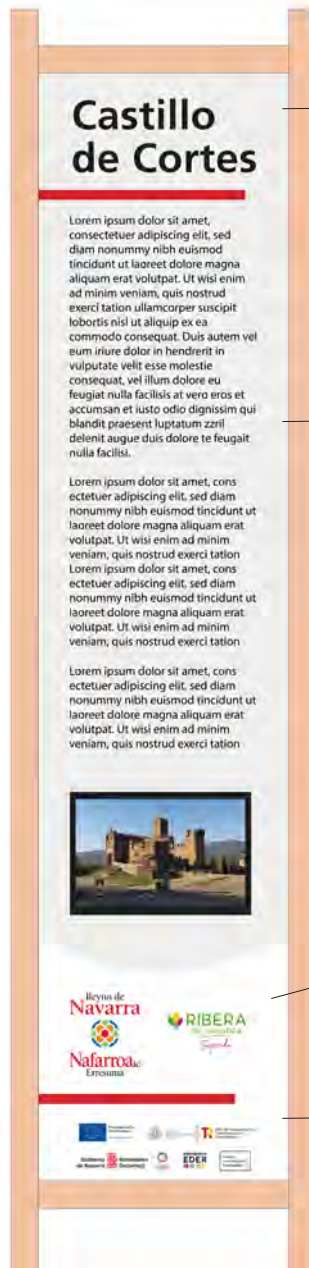 Castillo
de Cortes
Lorem ipsum dolor sit amet,
consectetuer adipiscing elit, sed
diam nonummy nibh euismod
tincidunt ut laoreet dolore magna
aliquam erat volutpat. Ut wisi enim
ad minim veniam, quis nostrud
exerci tation ullamcorper suscipit
lobortis nisl ut aliquip ex ea
commodo consequat. Duis autem vel
eum iriure dolor in hendrerit in
vulputate velit esse molestie
consequat, vel illum dolore eu
feugiat nulla facilisis at vero eros et
accumsan et iusto odio dignissim qui
blandit praesent luptatum zzril
delenit augue duis dolore te feugait
nulla facilisi.
Lorem ipsum dolor sit amet, cons
ectetuer adipiscing elit, sed diam
nonummy nibh euismod tincidunt ut
laoreet dolore magna aliquam erat
volutpat. Ut wisi enim ad minim
veniam, quis nostrud exerci tation
Lorem ipsum dolor sit amet, cons
ectetuer adipiscing elit, sed diam
nonummy nibh euismod tincidunt ut
laoreet dolore magna aliquam erat
volutpat. Ut wisi enim ad minim
veniam, quis nostrud exerci tation
Lorem ipsum dolor sit amet, cons
ectetuer adipiscing elit, sed diam
nonummy nibh euismod tincidunt ut
laoreet dolore magna aliquam erat
volutpat. Ut wisi enim ad minim
veniam, quis nostrud exerci tation
Reyno de
Navarra
Nafarroako
Erresuma
RIBERA
EDER